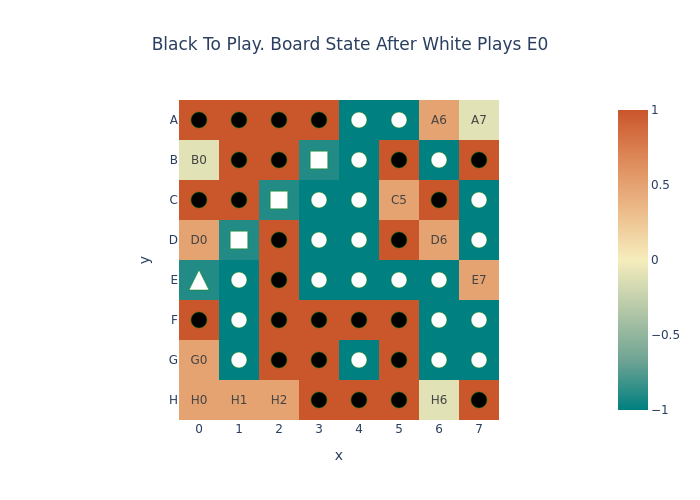 Black To Play. Board State After White Plays E0
A
A6
A7
B
B0
C
C5
D
D0
D6
E
E7
F
G
G0
H
H0
H1
H2
H6
0
1
2
3
4
5
6
7
x
y
1
0.5
0
−0.5
−1